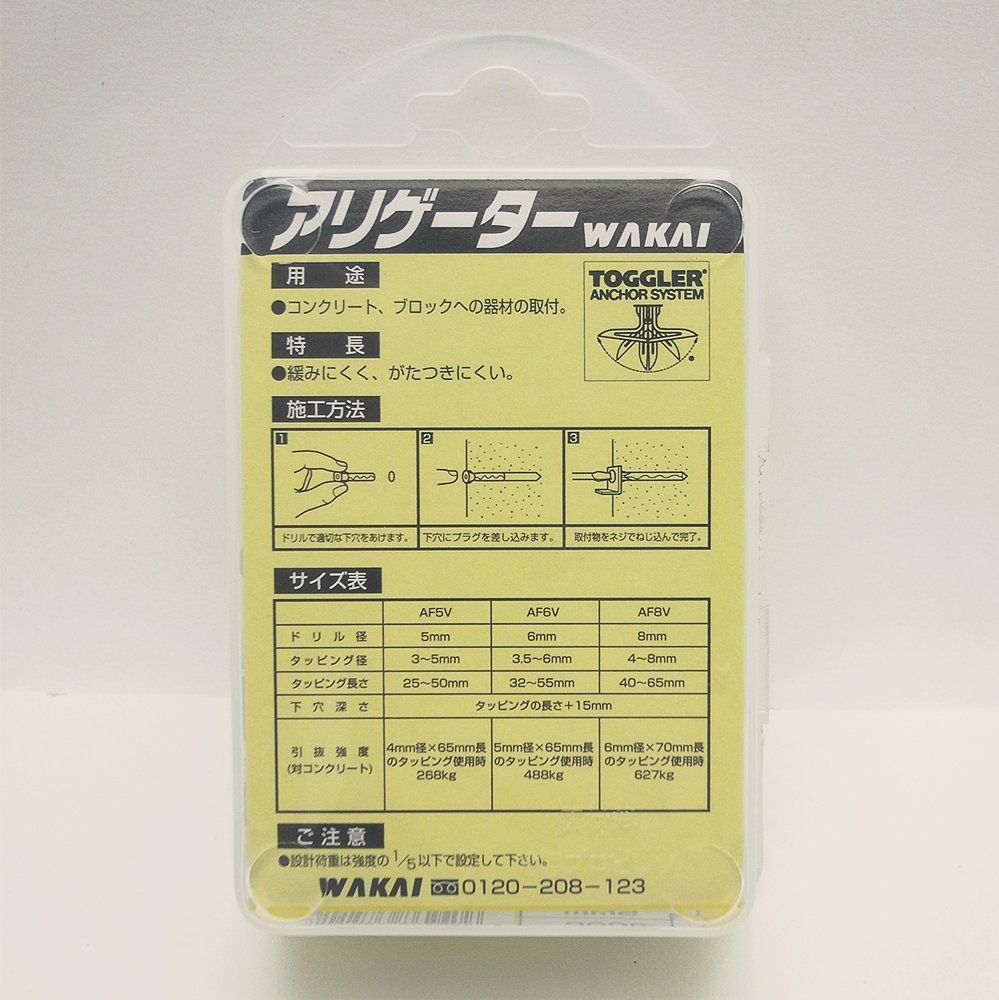 アリゲーター WAKAI
用途
●コンクリート、ブロックへの器材の取付。
TOGGLER®
ANCHOR SYSTEM
特長
●緩みにくく、がたつきにくい。
施工方法
1 2 3
ドリルで適切な下穴をあけます。 下穴にプラグを差し込みます。 取付物をネジでねじ込んで完了。
サイズ表
AF5V AF6V AF8V
ドリル径 5mm 6mm 8mm
タッピング径 3~5mm 3.5~6mm 4~8mm
タッピング長さ 25~50mm 32~55mm 40~65mm
下穴深さ タッピングの長さ+15mm
引抜強度
(対コンクリート)
4mm径×65mm長
のタッピング使用時
268kg
5mm径×65mm長
のタッピング使用時
488kg
6mm径×70mm長
のタッピング使用時
627kg
ご注意
●設計荷重は強度の1/5以下で設定して下さい。
WAKAI 0120-208-123